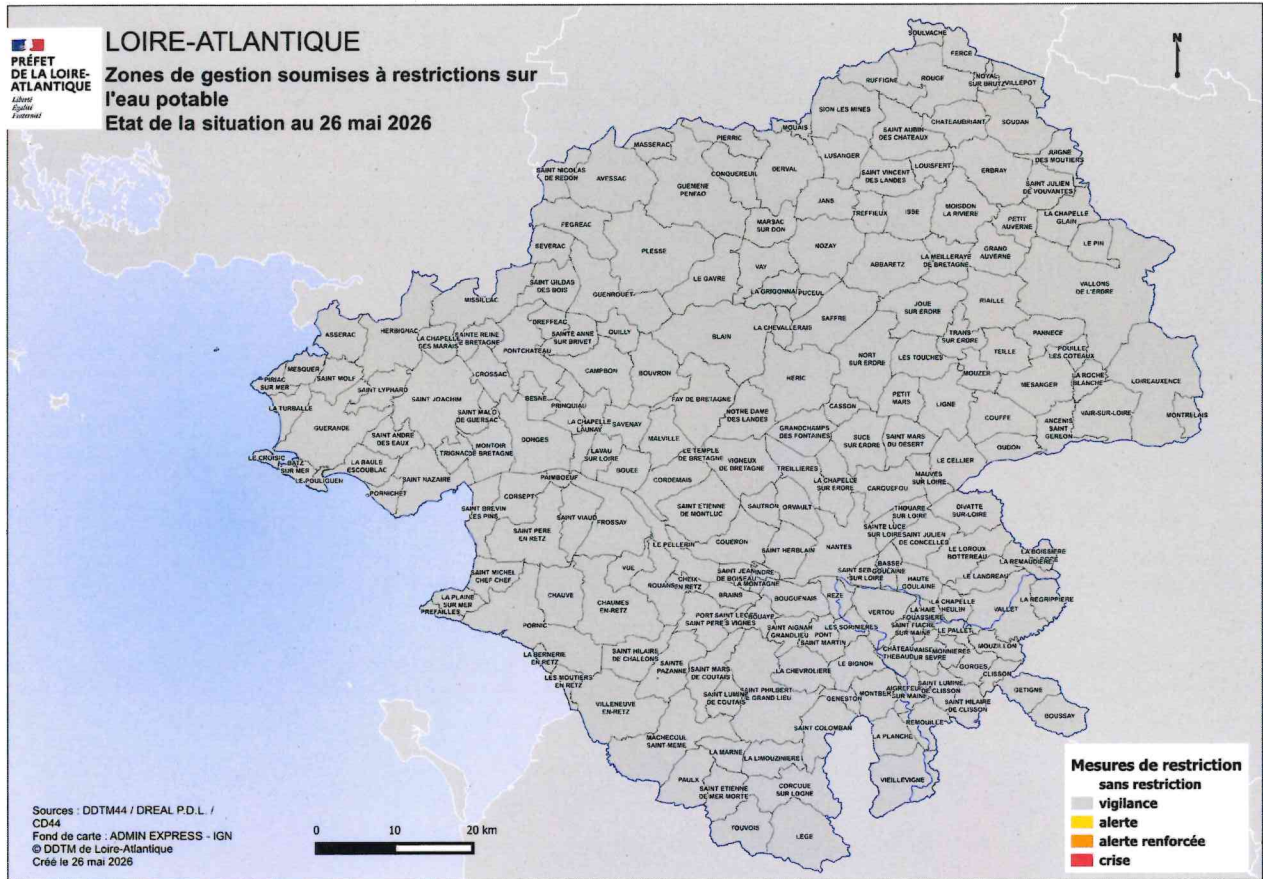 PRÉFET
DE LA LOIRE-
ATLANTIQUE
Liberté
Égalité
Fraternité
LOIRE-ATLANTIQUE
Zones de gestion soumises à restrictions sur
l'eau potable
Etat de la situation au 26 mai 2026
N
SOULVACHE
FERCE
RUFFIGNE
ROUGE
NOYAL
SUR BRUTZ
VILLEPOT
SION LES MINES
CHATEAUBRIANT
SOUDAN
MOUAIS
SAINT AUBIN
DES CHATEAUX
PIERRIC
MASSERAC
LUSANGER
LOUISFERT
JUIGNE
DES MOUTIERS
SAINT NICOLAS
DE REDON
AVESSAC
CONQUEREUIL
DERVAL
SAINT VINCENT
DES LANDES
ERBRAY
SAINT JULIEN
DE VOUVANTES
GUEMENE
PENFAO
JANS
TREFFIEUX
ISSE
MOISDON
LA RIVIERE
PETIT
AUVERNE
LA CHAPELLE
GLAIN
FEGREAC
MARSAC
SUR DON
NOZAY
LE PIN
SEVERAC
PLESSE
ABBARETZ
LA MEILLERAYE
DE BRETAGNE
GRAND
AUVERNE
LE GAVRE
VAY
SAINT GILDAS
DES BOIS
GUENROUET
LA GRIGONNAIS
PUCEUL
VALLONS
DE L'ERDRE
MISSILLAC
RIAILLE
JOUE
SUR ERDRE
DREFFEAC
SAFFRE
ASSERAC
HERBIGNAC
LA CHAPELLE
DES MARAIS
SAINTE REINE
DE BRETAGNE
SAINTE ANNE
SUR BRIVET
QUILLY
BLAIN
LA CHEVALLERAIS
TRANS
SUR ERDRE
PANNECE
PONTCHATEAU
TEILLE
POUILLE
LES COTEAUX
NORT
SUR ERDRE
LES TOUCHES
MESQUER
CROSSAC
CAMPBON
BOUVRON
HERIC
MOUZEIL
PIRIAC
SUR MER
SAINT MOLF
MESANGER
LA ROCHE
BLANCHE
LOIREAUXENCE
SAINT LYPHARD
SAINT JOACHIM
BESNE
PRINQUIAU
FAY DE BRETAGNE
PETIT
MARS
LIGNE
LA TURBALLE
SAINT MALO
DE GUERSAC
NOTRE DAME
DES LANDES
CASSON
COUFFE
VAIR-SUR-LOIRE
MONTRELAIS
GUERANDE
LA CHAPELLE
LAUNAY
SAVENAY
GRANDCHAMPS
DES FONTAINES
ANCENIS
SAINT
GEREON
SAINT ANDRE
DES EAUX
DONGES
MALVILLE
SUCE
SUR ERDRE
SAINT MARS
DU DESERT
OUDON
MONTOIR
DE BRETAGNE
TRIGNAC
LAVAU
SUR LOIRE
LE TEMPLE
DE BRETAGNE
LE CROISIC
BATZ
SUR MER
LE POULIGUEN
LA BAULE
ESCOUBLAC
BOUEE
VIGNEUX
DE BRETAGNE
TREILLIERES
LE CELLIER
SAINT NAZAIRE
PAIMBOEUF
CORDEMAIS
LA CHAPELLE
SUR ERDRE
MAUVES
SUR LOIRE
PORNICHET
CORSEPT
CARQUEFOU
SAINT BREVIN
LES PINS
SAINT ETIENNE
DE MONTLUC
SAUTRON
ORVAULT
THOUARE
SUR LOIRE
DIVATTE
SUR-LOIRE
SAINT VIAUD
FROSSAY
SAINT PERE
EN RETZ
SAINTE LUCE
SUR LOIRE
SAINT JULIEN
DE CONCELLES
LE PELLERIN
COUERON
SAINT HERBLAIN
NANTES
LE LOROUX
BOTTEREAU
LA REMAUDIERE
VUE
SAINT JEAN
DE BOISEAU
BASSE
GOULAINE
SAINT MICHEL
CHEF CHEF
ROUANS
CHEIX
EN RETZ
LA MONTAGNE
HAUTE
GOULAINE
LE LANDREAU
LA PLAINE
SUR MER
PREFAILLES
CHAUVE
CHAUMES
EN-RETZ
BRAINS
BOUGUENAIS
REZE
VERTOU
LA HAIE
FOUASSIERE
LA CHAPELLE
HEULIN
VALLET
PORNIC
LES SORINIERES
SAINT FIACRE
SUR MAINE
LE PALLET
SAINT AIGNAN
GRANDLIEU
PONT
SAINT MARTIN
MOUZILLON
LA BERNERIE
EN RETZ
SAINT HILAIRE
DE CHALEONS
MONNIERES
GORGES
LES MOUTIERS
EN RETZ
SAINTE
PAZANNE
SAINT MARS
DE COUTAIS
LA CHEVROLIERE
LE BIGNON
CLISSON
SAINT LUMINE
DE CLISSON
GETIGNE
VILLENEUVE
EN-RETZ
SAINT LUMINE
DE COUTAIS
SAINT PHILBERT
DE GRAND LIEU
GENESTON
MONTBERT
SAINT HILAIRE
DE CLISSON
BOUSSAY
SAINT COLOMBAN
REMOUILLE
MACHECOUL
SAINT-MEME
LA PLANCHE
LA MARNE
LA LIMOUZINIERE
PAULX
SAINT ETIENNE
DE MER MORTE
CORCOUE
SUR LOGNE
VIEILLEVIGNE
TOUVOIS
LEGE
Mesures de restriction
sans restriction
vigilance
alerte
alerte renforcée
crise
Sources : DDTM44 / DREAL P.D.L. /
CD44
Fond de carte : ADMIN EXPRESS - IGN
© DDTM de Loire-Atlantique
Créé le 26 mai 2026
0 10 20 km